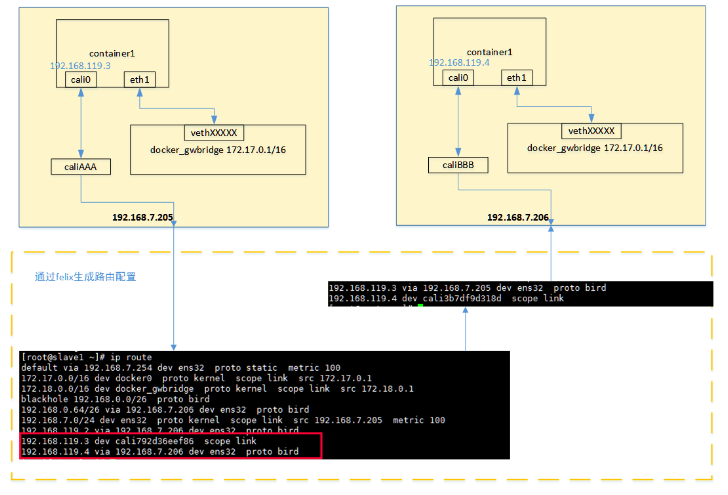 container1
192.168.119.3
cali0
eth1
vethXXXXX
docker_gwbridge 172.17.0.1/16
caliAAA
192.168.7.205
container1
192.168.119.4
cali0
eth1
vethXXXXX
docker_gwbridge 172.17.0.1/16
caliBBB
192.168.7.206
通过felix生成路由配置
192.168.119.3 via 192.168.7.205 dev ens32 proto bird
192.168.119.4 dev cali3b7df9d318d scope link
[root@slave1 ~]# ip route
default via 192.168.7.254 dev ens32 proto static metric 100
172.17.0.0/16 dev docker0 proto kernel scope link src 172.17.0.1
172.18.0.0/16 dev docker_gwbridge proto kernel scope link src 172.18.0.1
blackhole 192.168.0.0/26 proto bird
192.168.0.64/26 via 192.168.7.206 dev ens32 proto bird
192.168.7.0/24 dev ens32 proto kernel scope link src 192.168.7.205 metric 100
192.168.119.2 via 192.168.7.206 dev ens32 proto bird
192.168.119.3 dev cali792d36eef86 scope link
192.168.119.4 via 192.168.7.206 dev ens32 proto bird